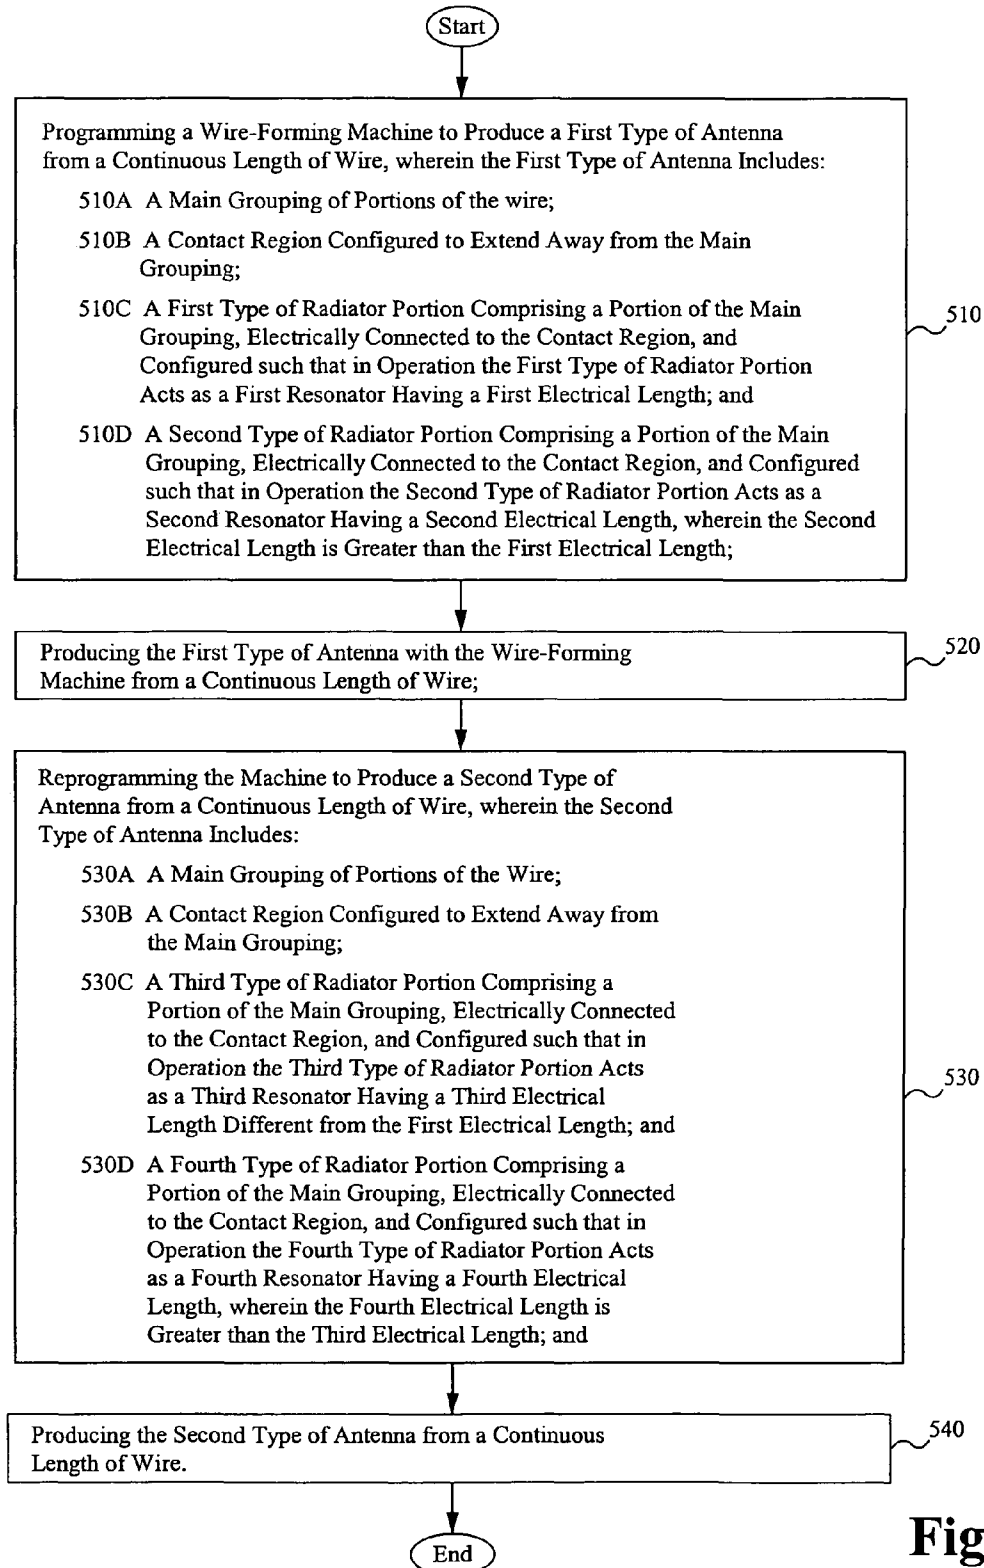 Start
Programming a Wire-Forming Machine to Produce a First Type of Antenna
from a Continuous Length of Wire, wherein the First Type of Antenna Includes:
510A A Main Grouping of Portions of the wire;
510B A Contact Region Configured to Extend Away from the Main
Grouping;
510C A First Type of Radiator Portion Comprising a Portion of the Main
Grouping, Electrically Connected to the Contact Region, and
Configured such that in Operation the First Type of Radiator Portion
Acts as a First Resonator Having a First Electrical Length; and
510D A Second Type of Radiator Portion Comprising a Portion of the Main
Grouping, Electrically Connected to the Contact Region, and Configured
such that in Operation the Second Type of Radiator Portion Acts as a
Second Resonator Having a Second Electrical Length, wherein the Second
Electrical Length is Greater than the First Electrical Length;
510
Producing the First Type of Antenna with the Wire-Forming
Machine from a Continuous Length of Wire;
520
Reprogramming the Machine to Produce a Second Type of
Antenna from a Continuous Length of Wire, wherein the Second
Type of Antenna Includes:
530A A Main Grouping of Portions of the Wire;
530B A Contact Region Configured to Extend Away from
the Main Grouping;
530C A Third Type of Radiator Portion Comprising a
Portion of the Main Grouping, Electrically Connected
to the Contact Region, and Configured such that in
Operation the Third Type of Radiator Portion Acts
as a Third Resonator Having a Third Electrical
Length Different from the First Electrical Length; and
530D A Fourth Type of Radiator Portion Comprising a
Portion of the Main Grouping, Electrically Connected
to the Contact Region, and Configured such that in
Operation the Fourth Type of Radiator Portion Acts
as a Fourth Resonator Having a Fourth Electrical
Length, wherein the Fourth Electrical Length is
Greater than the Third Electrical Length; and
530
Producing the Second Type of Antenna from a Continuous
Length of Wire.
540
End
Fig